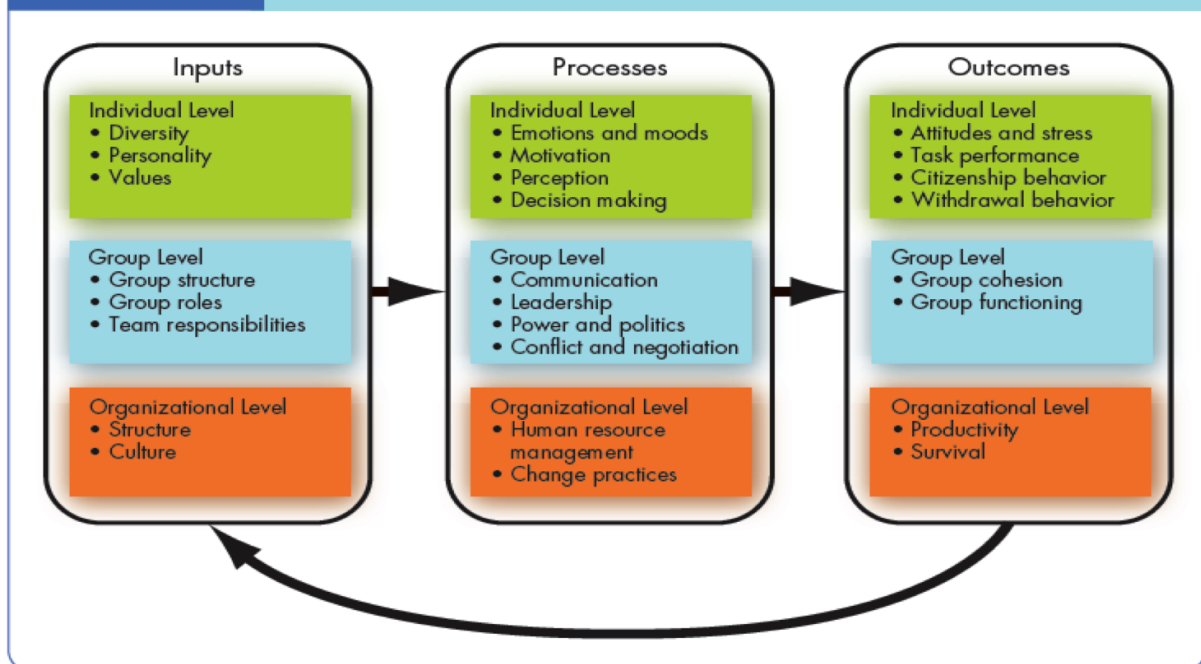 Inputs
Individual Level
• Diversity
• Personality
• Values
Group Level
• Group structure
• Group roles
• Team responsibilities
Organizational Level
• Structure
• Culture
Processes
Individual Level
• Emotions and moods
• Motivation
• Perception
• Decision making
Group Level
• Communication
• Leadership
• Power and politics
• Conflict and negotiation
Organizational Level
• Human resource
management
• Change practices
Outcomes
Individual Level
• Attitudes and stress
• Task performance
• Citizenship behavior
• Withdrawal behavior
Group Level
• Group cohesion
• Group functioning
Organizational Level
• Productivity
• Survival